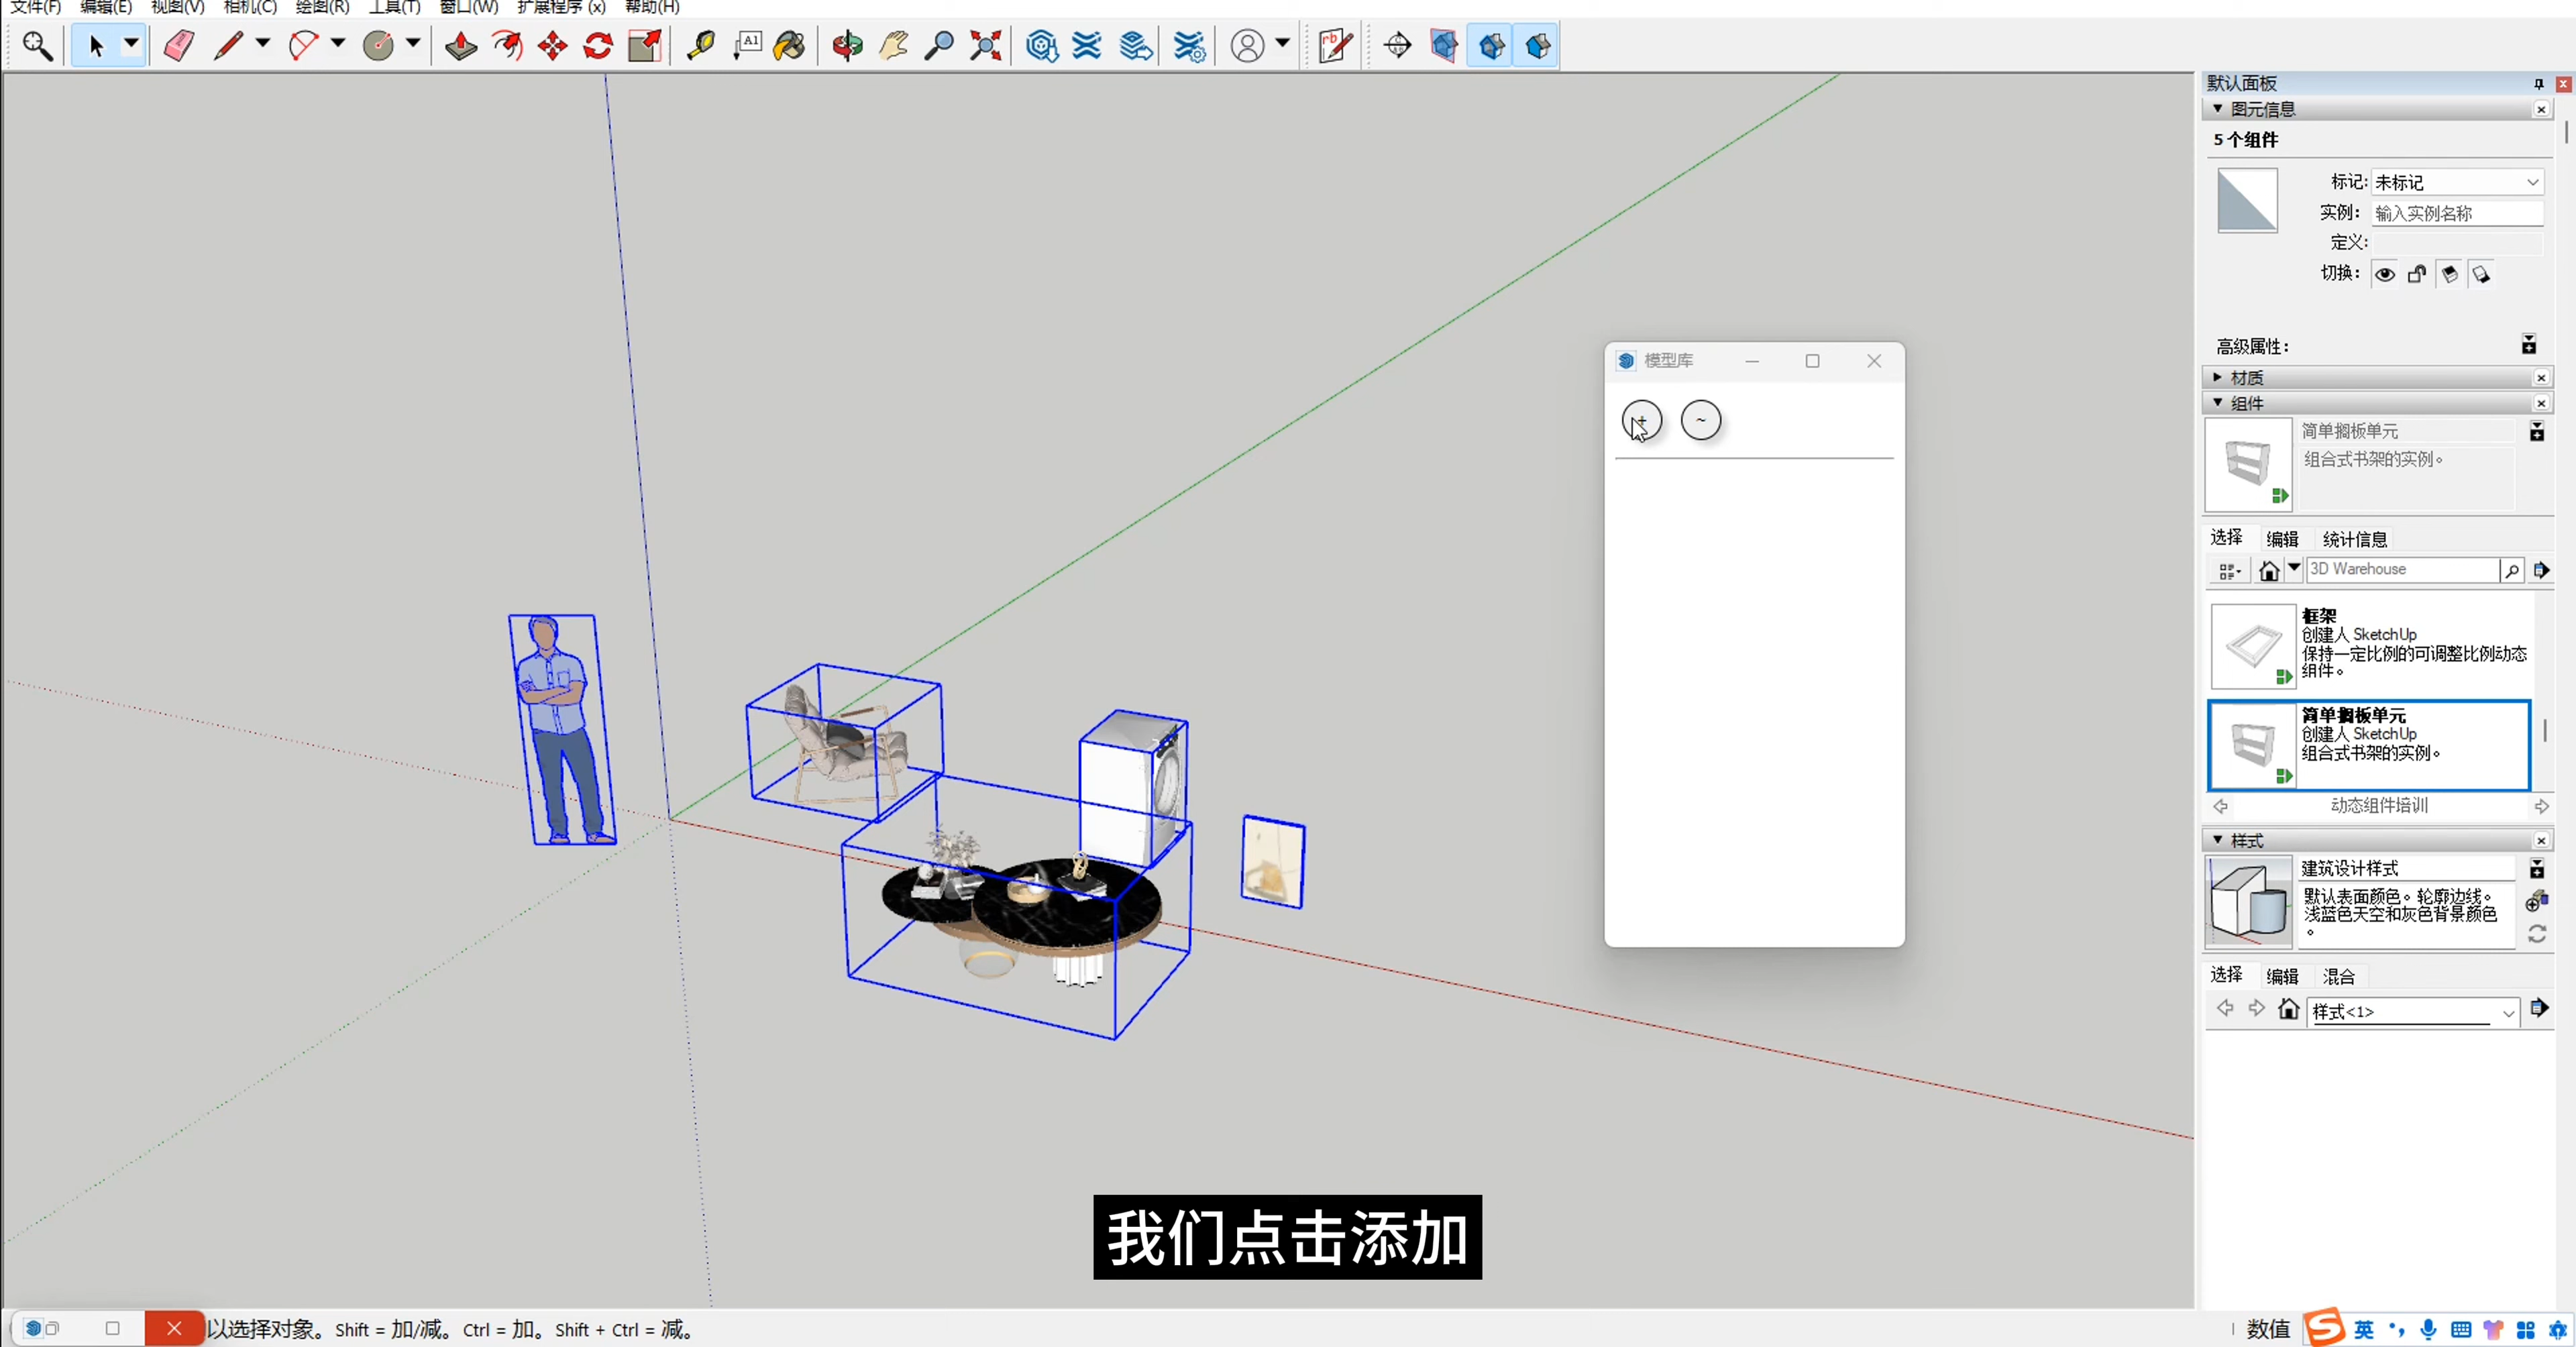 文件(F) 编辑(E) 视图(V) 相机(C) 绘图(R) 工具(T) 窗口(W) 扩展程序 (x) 帮助(H)
A1
rb
默认面板
图元信息
5 个组件
标记: 未标记
实例: 输入实例名称
定义:
切换:
高级属性:
材质
组件
简单搁板单元
组合式书架的实例。
选择 编辑 统计信息
3D Warehouse
框架
创建人 SketchUp
保持一定比例的可调整比例动态
组件。
简单搁板单元
创建人 SketchUp
组合式书架的实例。
动态组件培训
样式
建筑设计样式
默认表面颜色。轮廓边线。
浅蓝色天空和灰色背景颜色
。
选择 编辑 混合
样式<1>
模型库
+ ~
我们点击添加
以选择对象。Shift = 加/减。Ctrl = 加。Shift + Ctrl = 减。
数值
S 英